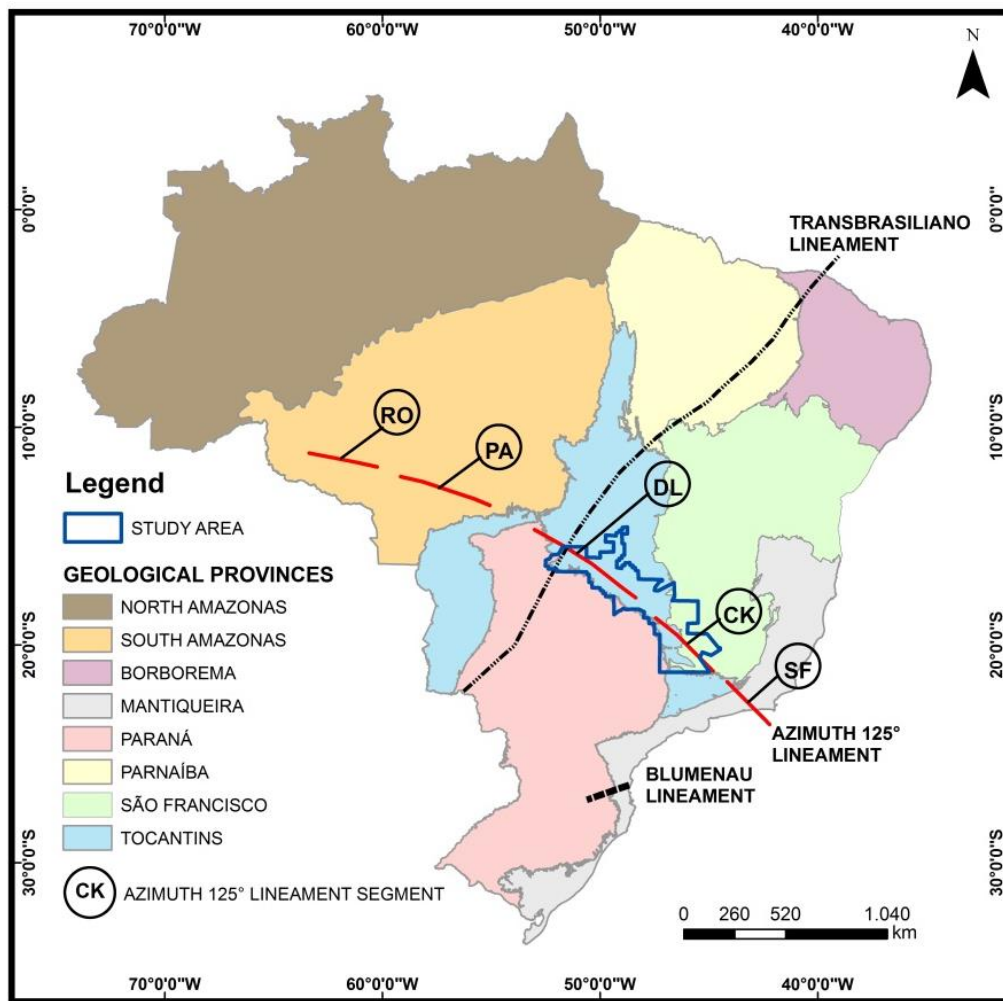 70°0'0"W 60°0'0"W 50°0'0"W 40°0'0"W
N
0°0'0"
0°0'0"
TRANSBRASILIANO
LINEAMENT
10°0'0"S
10°0'0"S
RO
PA
DL
CK
SF
Legend
STUDY AREA
GEOLOGICAL PROVINCES
NORTH AMAZONAS
SOUTH AMAZONAS
BORBOREMA
MANTIQUEIRA
PARANÁ
PARNAÍBA
SÃO FRANCISCO
TOCANTINS
CK AZIMUTH 125° LINEAMENT SEGMENT
20°0'0"S
20°0'0"S
AZIMUTH 125°
LINEAMENT
BLUMENAU
LINEAMENT
30°0'0"S
30°0'0"S
0 260 520 1.040
km
70°0'0"W 60°0'0"W 50°0'0"W 40°0'0"W